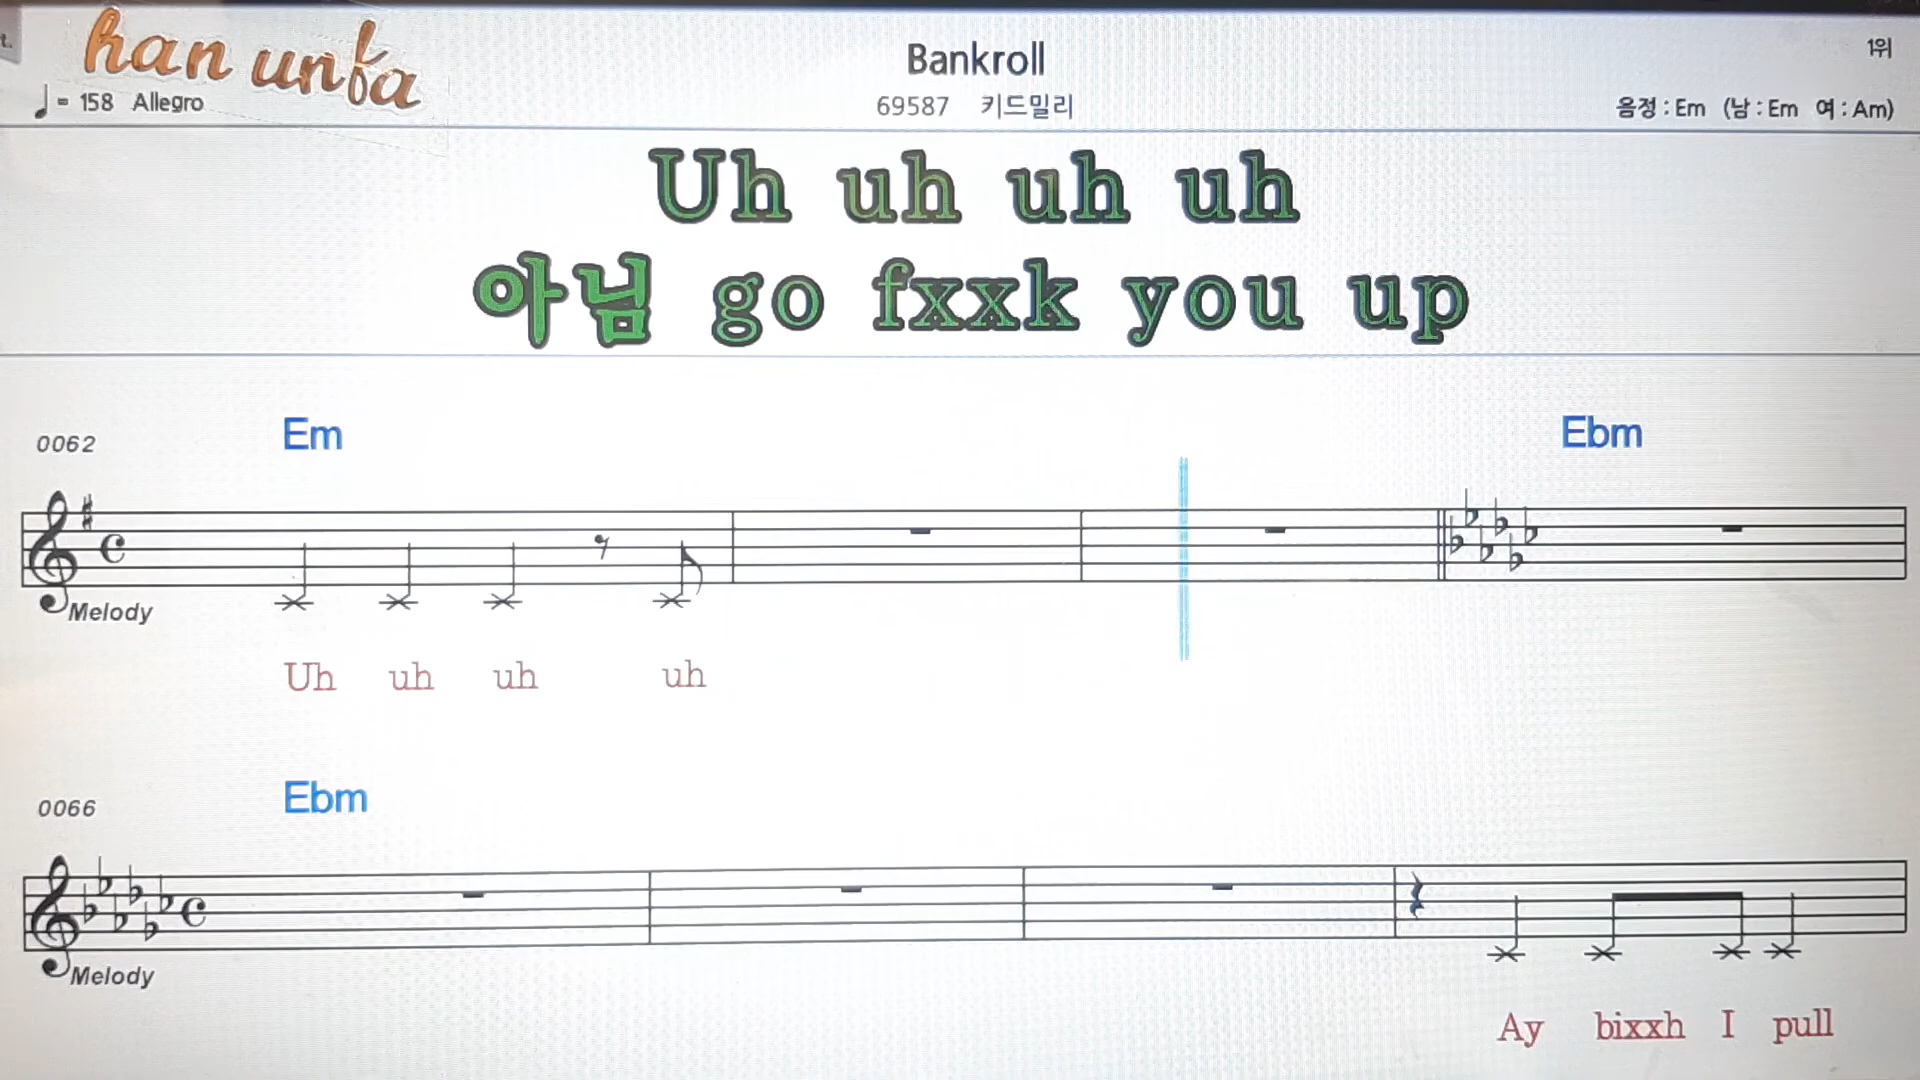 han unfa
Bankroll
1위
♩= 158 Allegro
69587 키드밀리
음정 : Em (남 : Em 여 : Am)
Uh uh uh uh
아님 go fxxk you up
0062 Em Ebm
Melody
Uh uh uh uh
0066 Ebm
Melody
Ay bixxh I pull